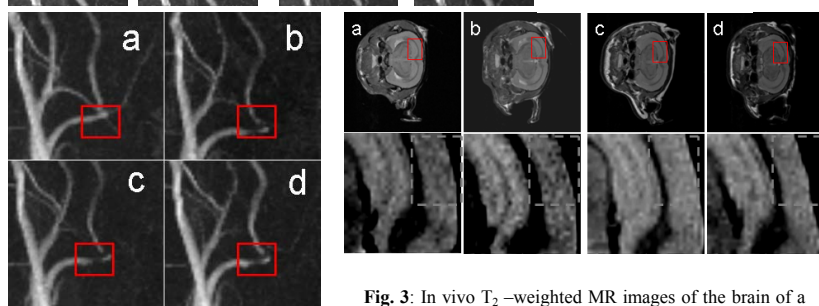 a b
c d
a b c d
Fig. 3: In vivo T₂ –weighted MR images of the brain of a